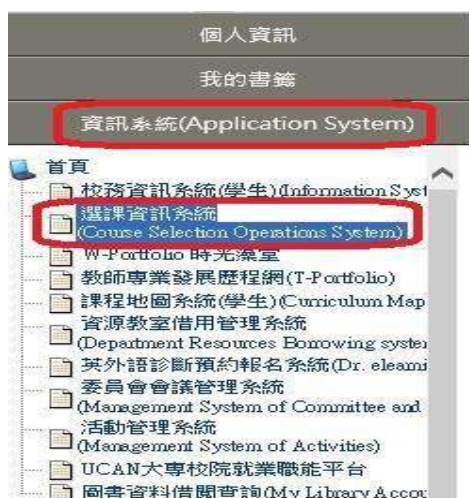 個人資訊
我的書籤
資訊系統(Application System)
首頁
校務資訊系統(學生)(Information Syst
選課資訊系統
(Course Selection Operations System)
W-Portfolio 時光藻堂
教師專業發展歷程網(T-Portfolio)
課程地圖系統(學生)(Curriculum Map
資源教室借用管理系統
(Department Resources Borrowing system
英外語診斷預約報名系統(Dr. elearni
委員會會議管理系統
(Management System of Committee and
活動管理系統
(Management System of Activities)
UCAN大專校院就業職能平台
圖書資料借閱查詢(My Library Accou